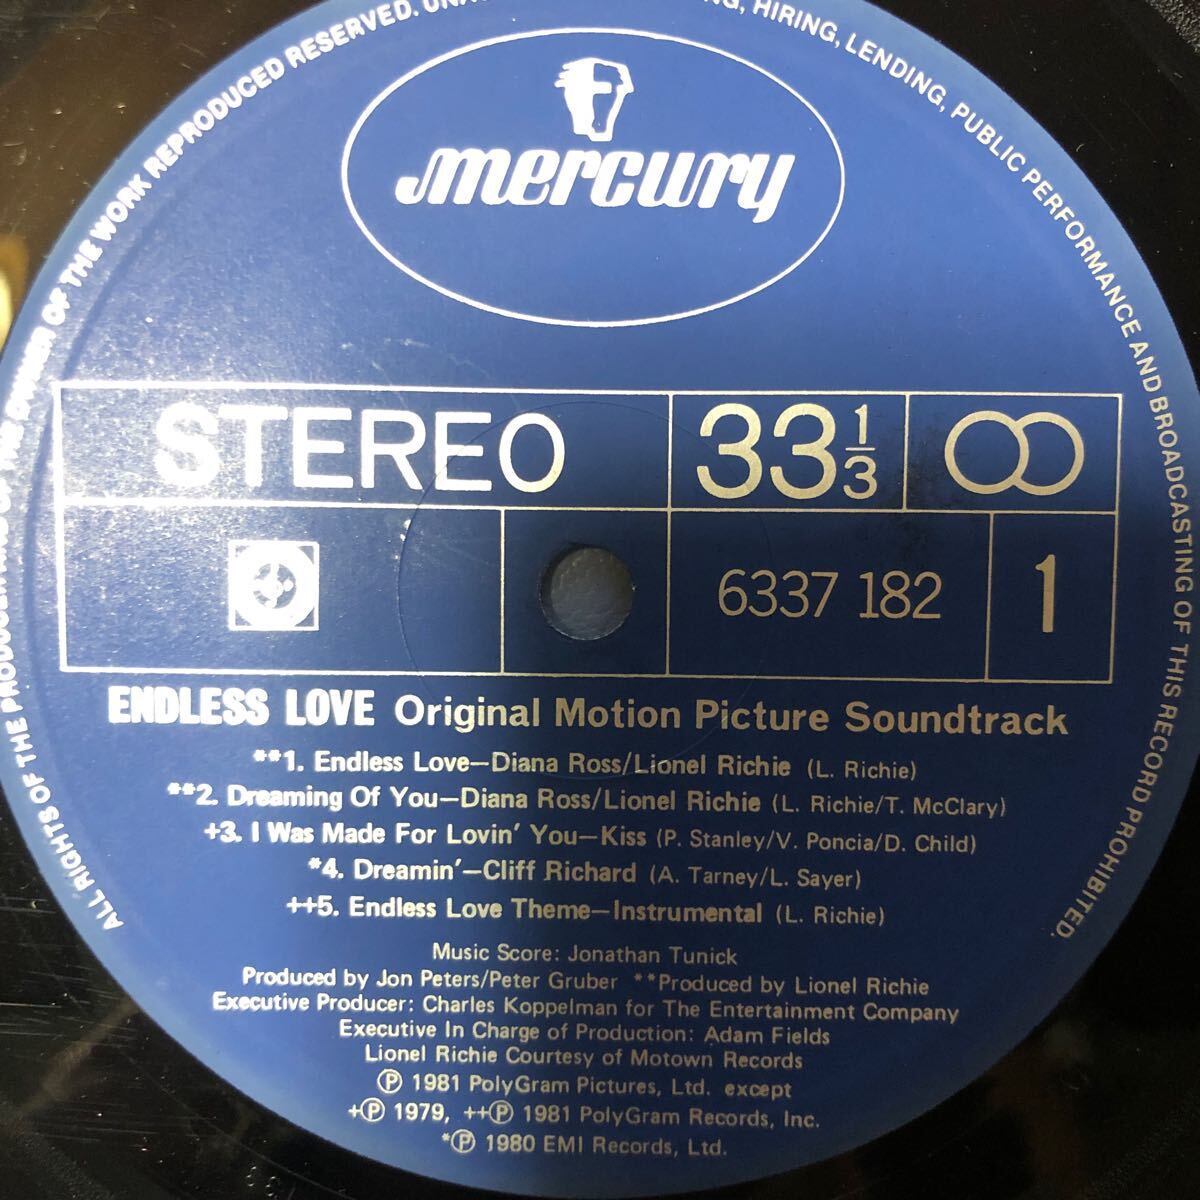 ALL RIGHTS OF THE PRODUCER AND OF THE OWNER OF THE WORK REPRODUCED RESERVED. HIRING, LENDING, PUBLIC PERFORMANCE AND BROADCASTING OF THIS RECORD PROHIBITED.
mercury
STEREO 33 1/3
6337 182 1
ENDLESS LOVE Original Motion Picture Soundtrack
**1. Endless Love—Diana Ross/Lionel Richie (L. Richie)
**2. Dreaming Of You—Diana Ross/Lionel Richie (L. Richie/T. McClary)
+3. I Was Made For Lovin' You—Kiss (P. Stanley/V. Poncia/D. Child)
*4. Dreamin'—Cliff Richard (A. Tarney/L. Sayer)
++5. Endless Love Theme—Instrumental (L. Richie)
Music Score: Jonathan Tunick
Produced by Jon Peters/Peter Gruber **Produced by Lionel Richie
Executive Producer: Charles Koppelman for The Entertainment Company
Executive In Charge of Production: Adam Fields
Lionel Richie Courtesy of Motown Records
℗ 1981 PolyGram Pictures, Ltd. except
+℗ 1979, ++℗ 1981 PolyGram Records, Inc.
*℗ 1980 EMI Records, Ltd.